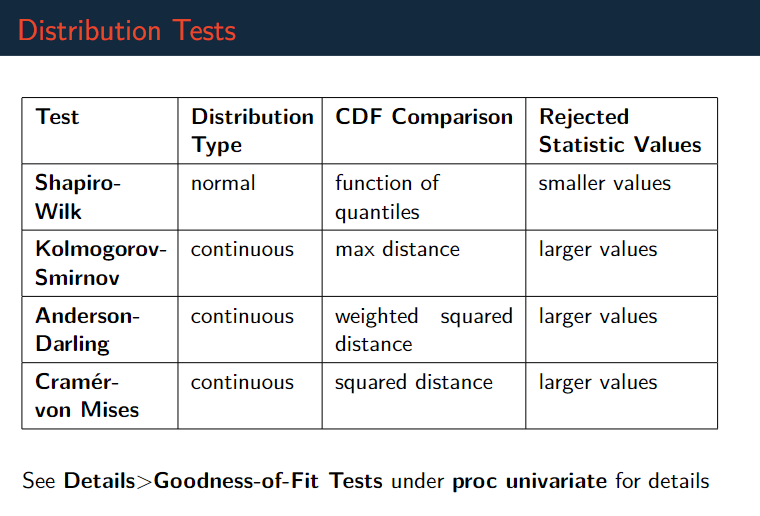 Distribution Tests
Test
Distribution
Type
CDF Comparison
Rejected
Statistic Values
Shapiro-
Wilk
normal
function of
quantiles
smaller values
Kolmogorov-
Smirnov
continuous
max distance
larger values
Anderson-
Darling
continuous
weighted squared
distance
larger values
Cramér-
von Mises
continuous
squared distance
larger values
See Details>Goodness-of-Fit Tests under proc univariate for details